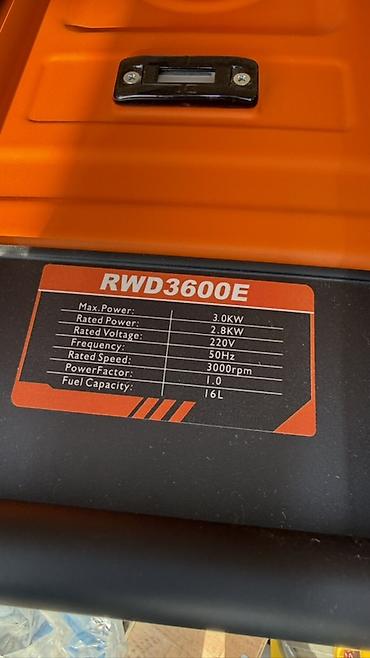 RWD3600E
Max.Power: 3.0KW
Rated Power: 2.8KW
Rated Voltage: 220V
Frequency: 50Hz
Rated Speed: 3000rpm
PowerFactor: 1.0
Fuel Capacity: 16L